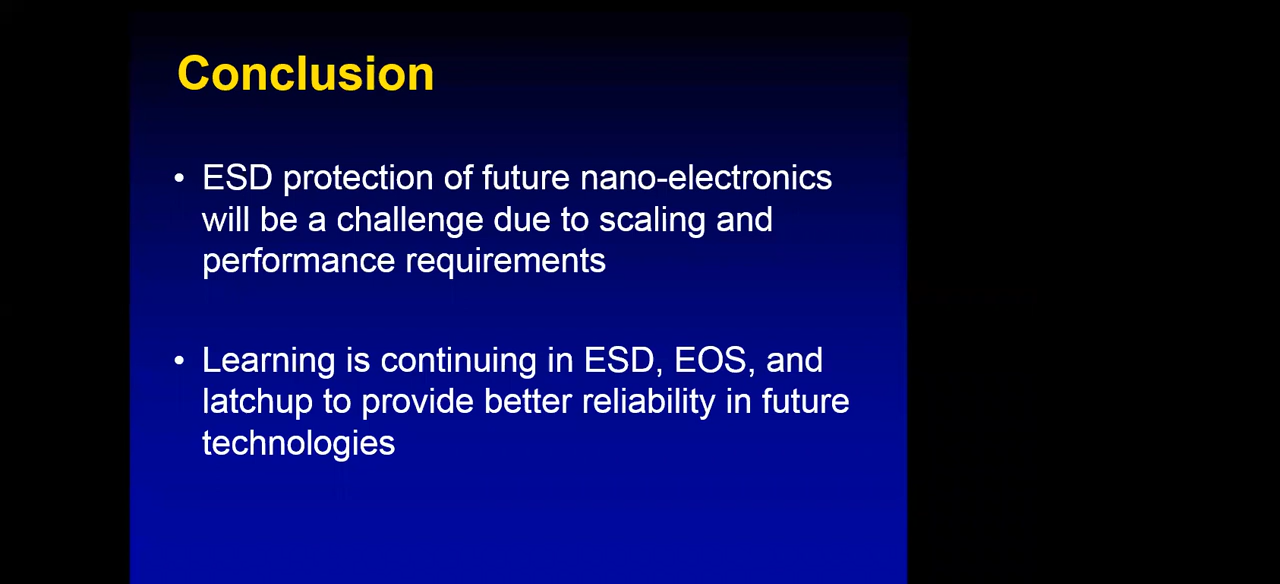 Conclusion
• ESD protection of future nano-electronics
will be a challenge due to scaling and
performance requirements
• Learning is continuing in ESD, EOS, and
latchup to provide better reliability in future
technologies